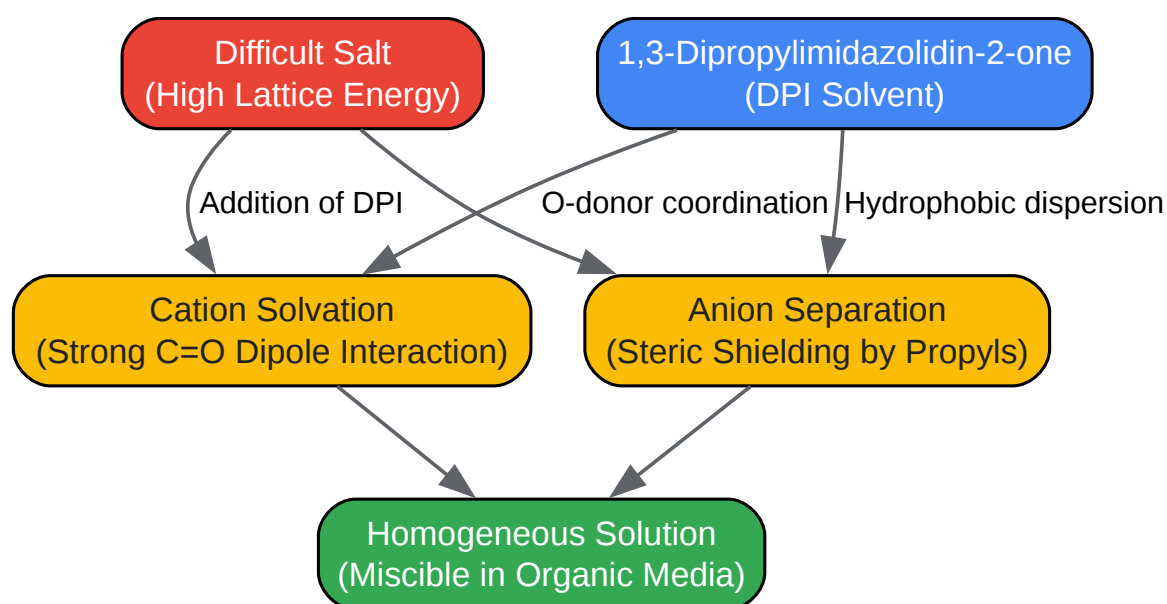 Difficult Salt
(High Lattice Energy)
1,3-Dipropylimidazolidin-2-one
(DPI Solvent)
Addition of DPI
O-donor coordination
Hydrophobic dispersion
Cation Solvation
(Strong C=O Dipole Interaction)
Anion Separation
(Steric Shielding by Propyls)
Homogeneous Solution
(Miscible in Organic Media)